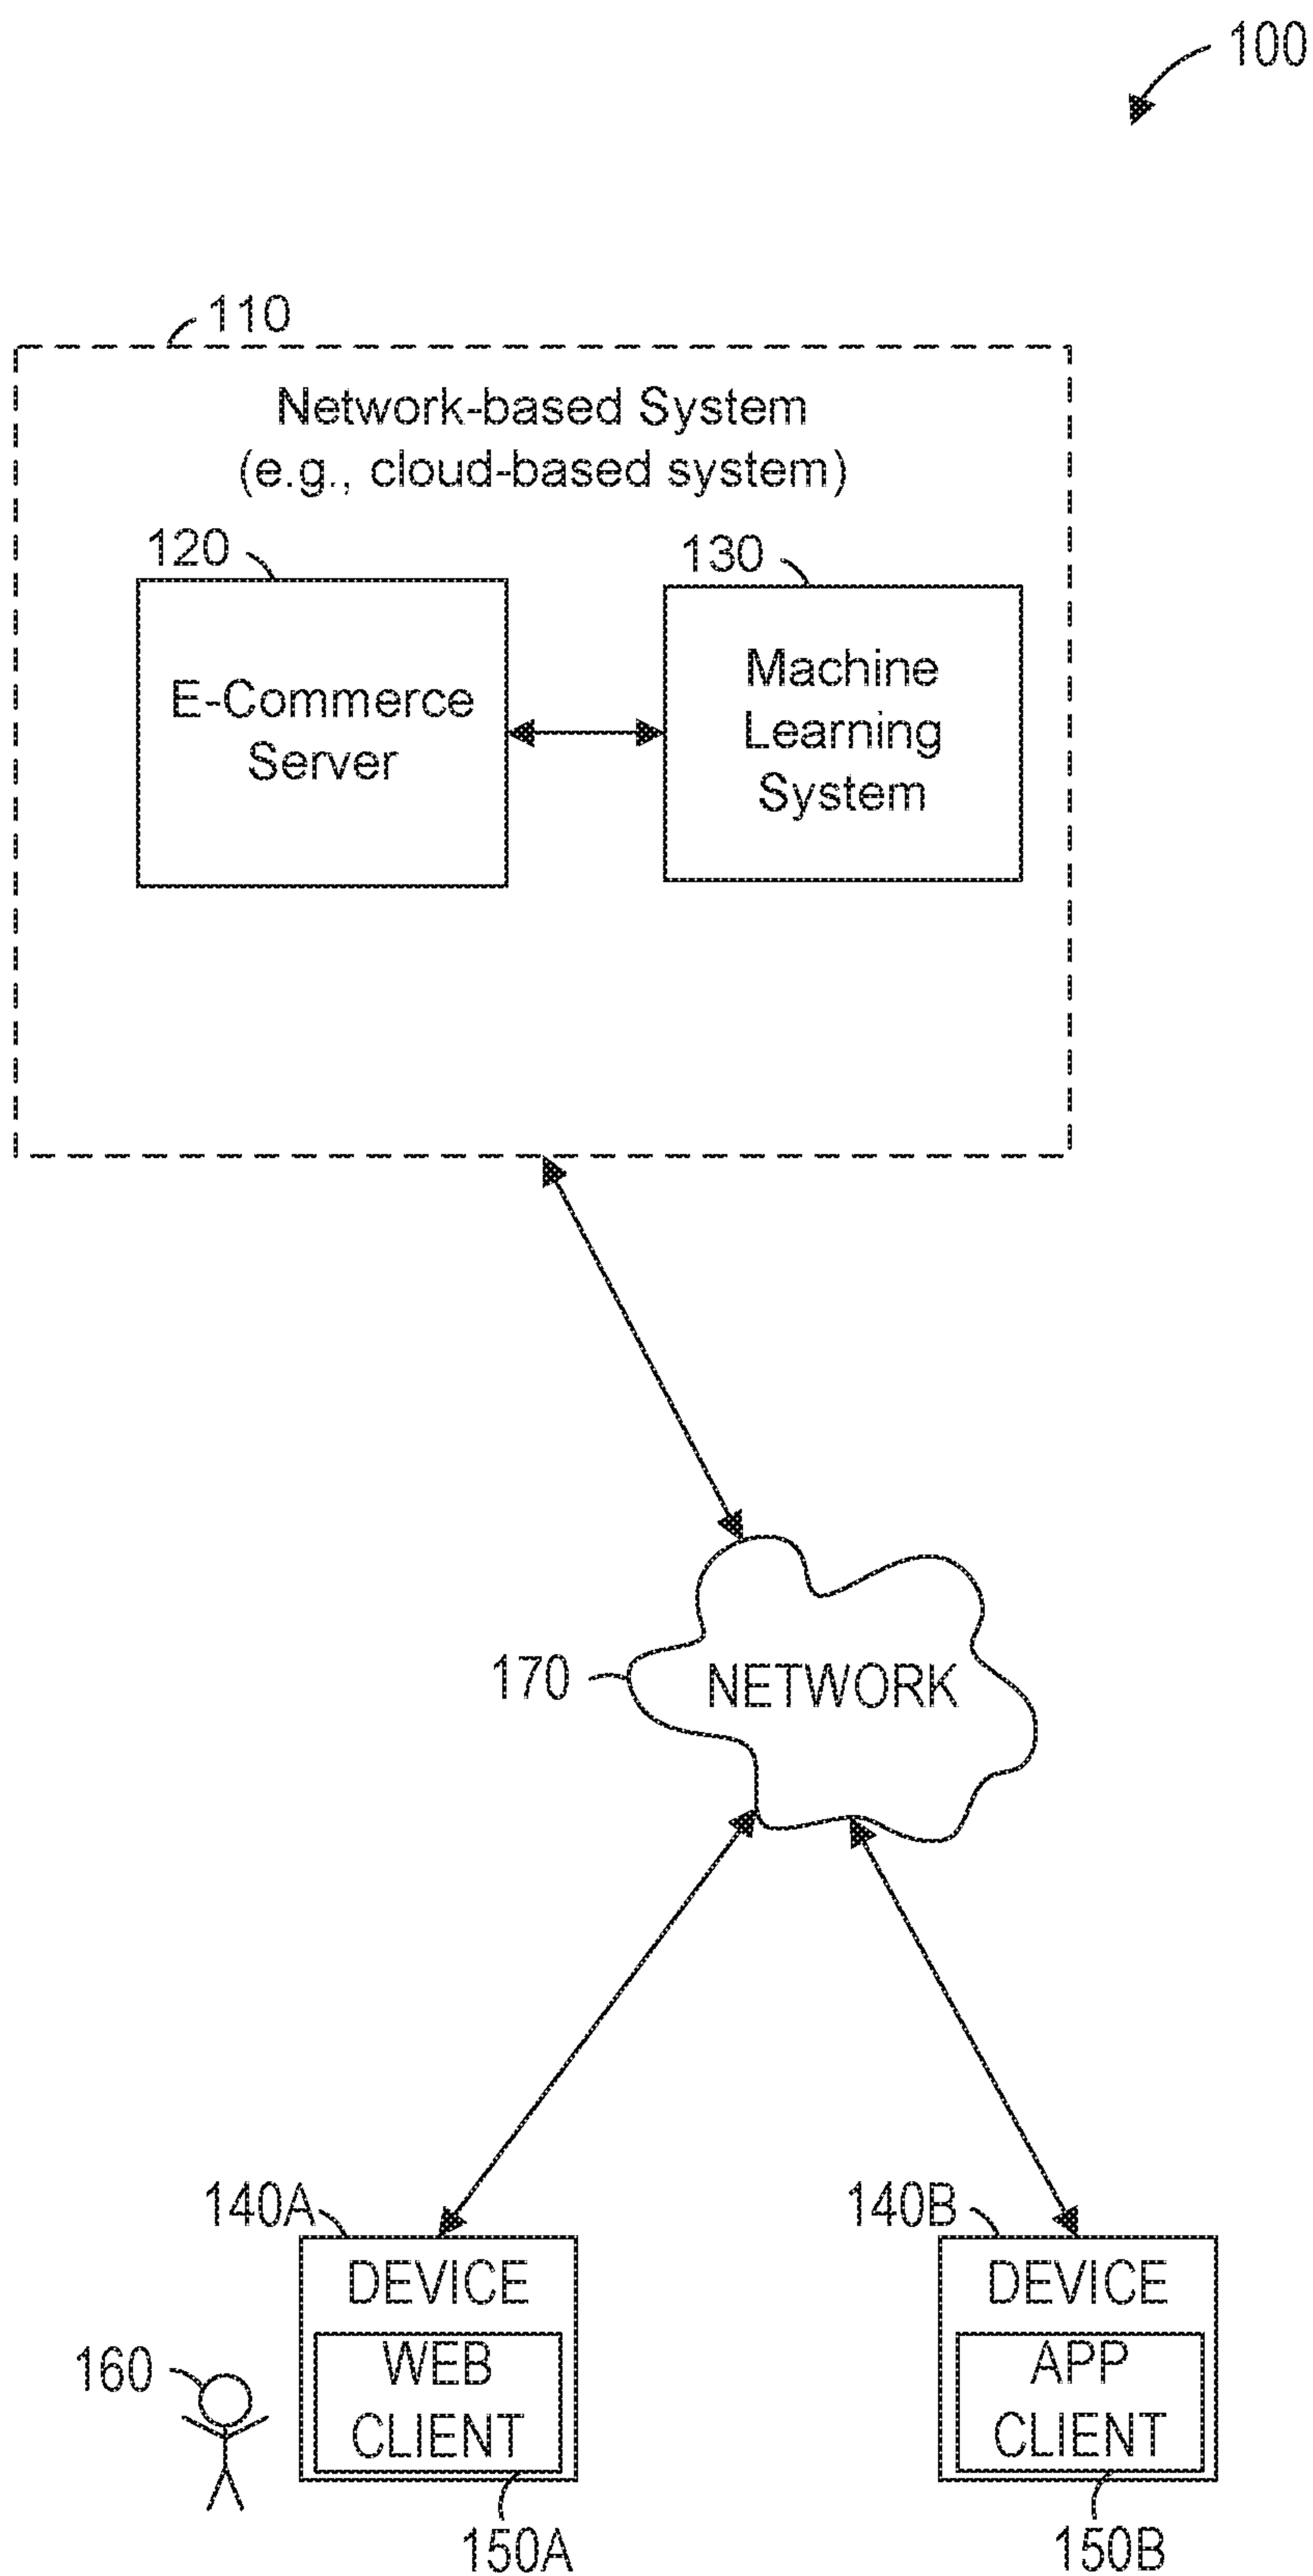 100
110
Network-based System
(e.g., cloud-based system)
120
130
E-Commerce
Server
Machine
Learning
System
170
NETWORK
140A
140B
DEVICE
WEB
CLIENT
DEVICE
APP
CLIENT
160
150A
150B